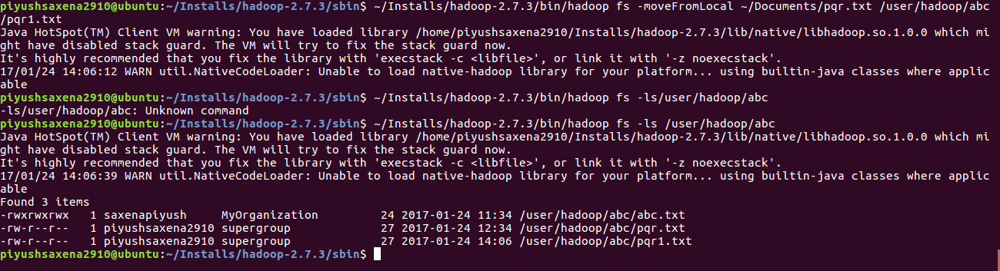 piyushsaxena2910@ubuntu:~/Installs/hadoop-2.7.3/sbin$ ~/Installs/hadoop-2.7.3/bin/hadoop fs -moveFromLocal ~/Documents/pqr.txt /user/hadoop/abc
/pqr1.txt
Java HotSpot(TM) Client VM warning: You have loaded library /home/piyushsaxena2910/Installs/hadoop-2.7.3/lib/native/libhadoop.so.1.0.0 which mi
ght have disabled stack guard. The VM will try to fix the stack guard now.
It's highly recommended that you fix the library with 'execstack -c <libfile>', or link it with '-z noexecstack'.
17/01/24 14:06:12 WARN util.NativeCodeLoader: Unable to load native-hadoop library for your platform... using builtin-java classes where applic
able
piyushsaxena2910@ubuntu:~/Installs/hadoop-2.7.3/sbin$ ~/Installs/hadoop-2.7.3/bin/hadoop fs -ls/user/hadoop/abc
-ls/user/hadoop/abc: Unknown command
piyushsaxena2910@ubuntu:~/Installs/hadoop-2.7.3/sbin$ ~/Installs/hadoop-2.7.3/bin/hadoop fs -ls /user/hadoop/abc
Java HotSpot(TM) Client VM warning: You have loaded library /home/piyushsaxena2910/Installs/hadoop-2.7.3/lib/native/libhadoop.so.1.0.0 which mi
ght have disabled stack guard. The VM will try to fix the stack guard now.
It's highly recommended that you fix the library with 'execstack -c <libfile>', or link it with '-z noexecstack'.
17/01/24 14:06:39 WARN util.NativeCodeLoader: Unable to load native-hadoop library for your platform... using builtin-java classes where applic
able
Found 3 items
-rwxrwxrwx   1 saxenapiyush     MyOrganization         24 2017-01-24 11:34 /user/hadoop/abc/abc.txt
-rw-r--r--   1 piyushsaxena2910 supergroup             27 2017-01-24 12:34 /user/hadoop/abc/pqr.txt
-rw-r--r--   1 piyushsaxena2910 supergroup             27 2017-01-24 14:06 /user/hadoop/abc/pqr1.txt
piyushsaxena2910@ubuntu:~/Installs/hadoop-2.7.3/sbin$